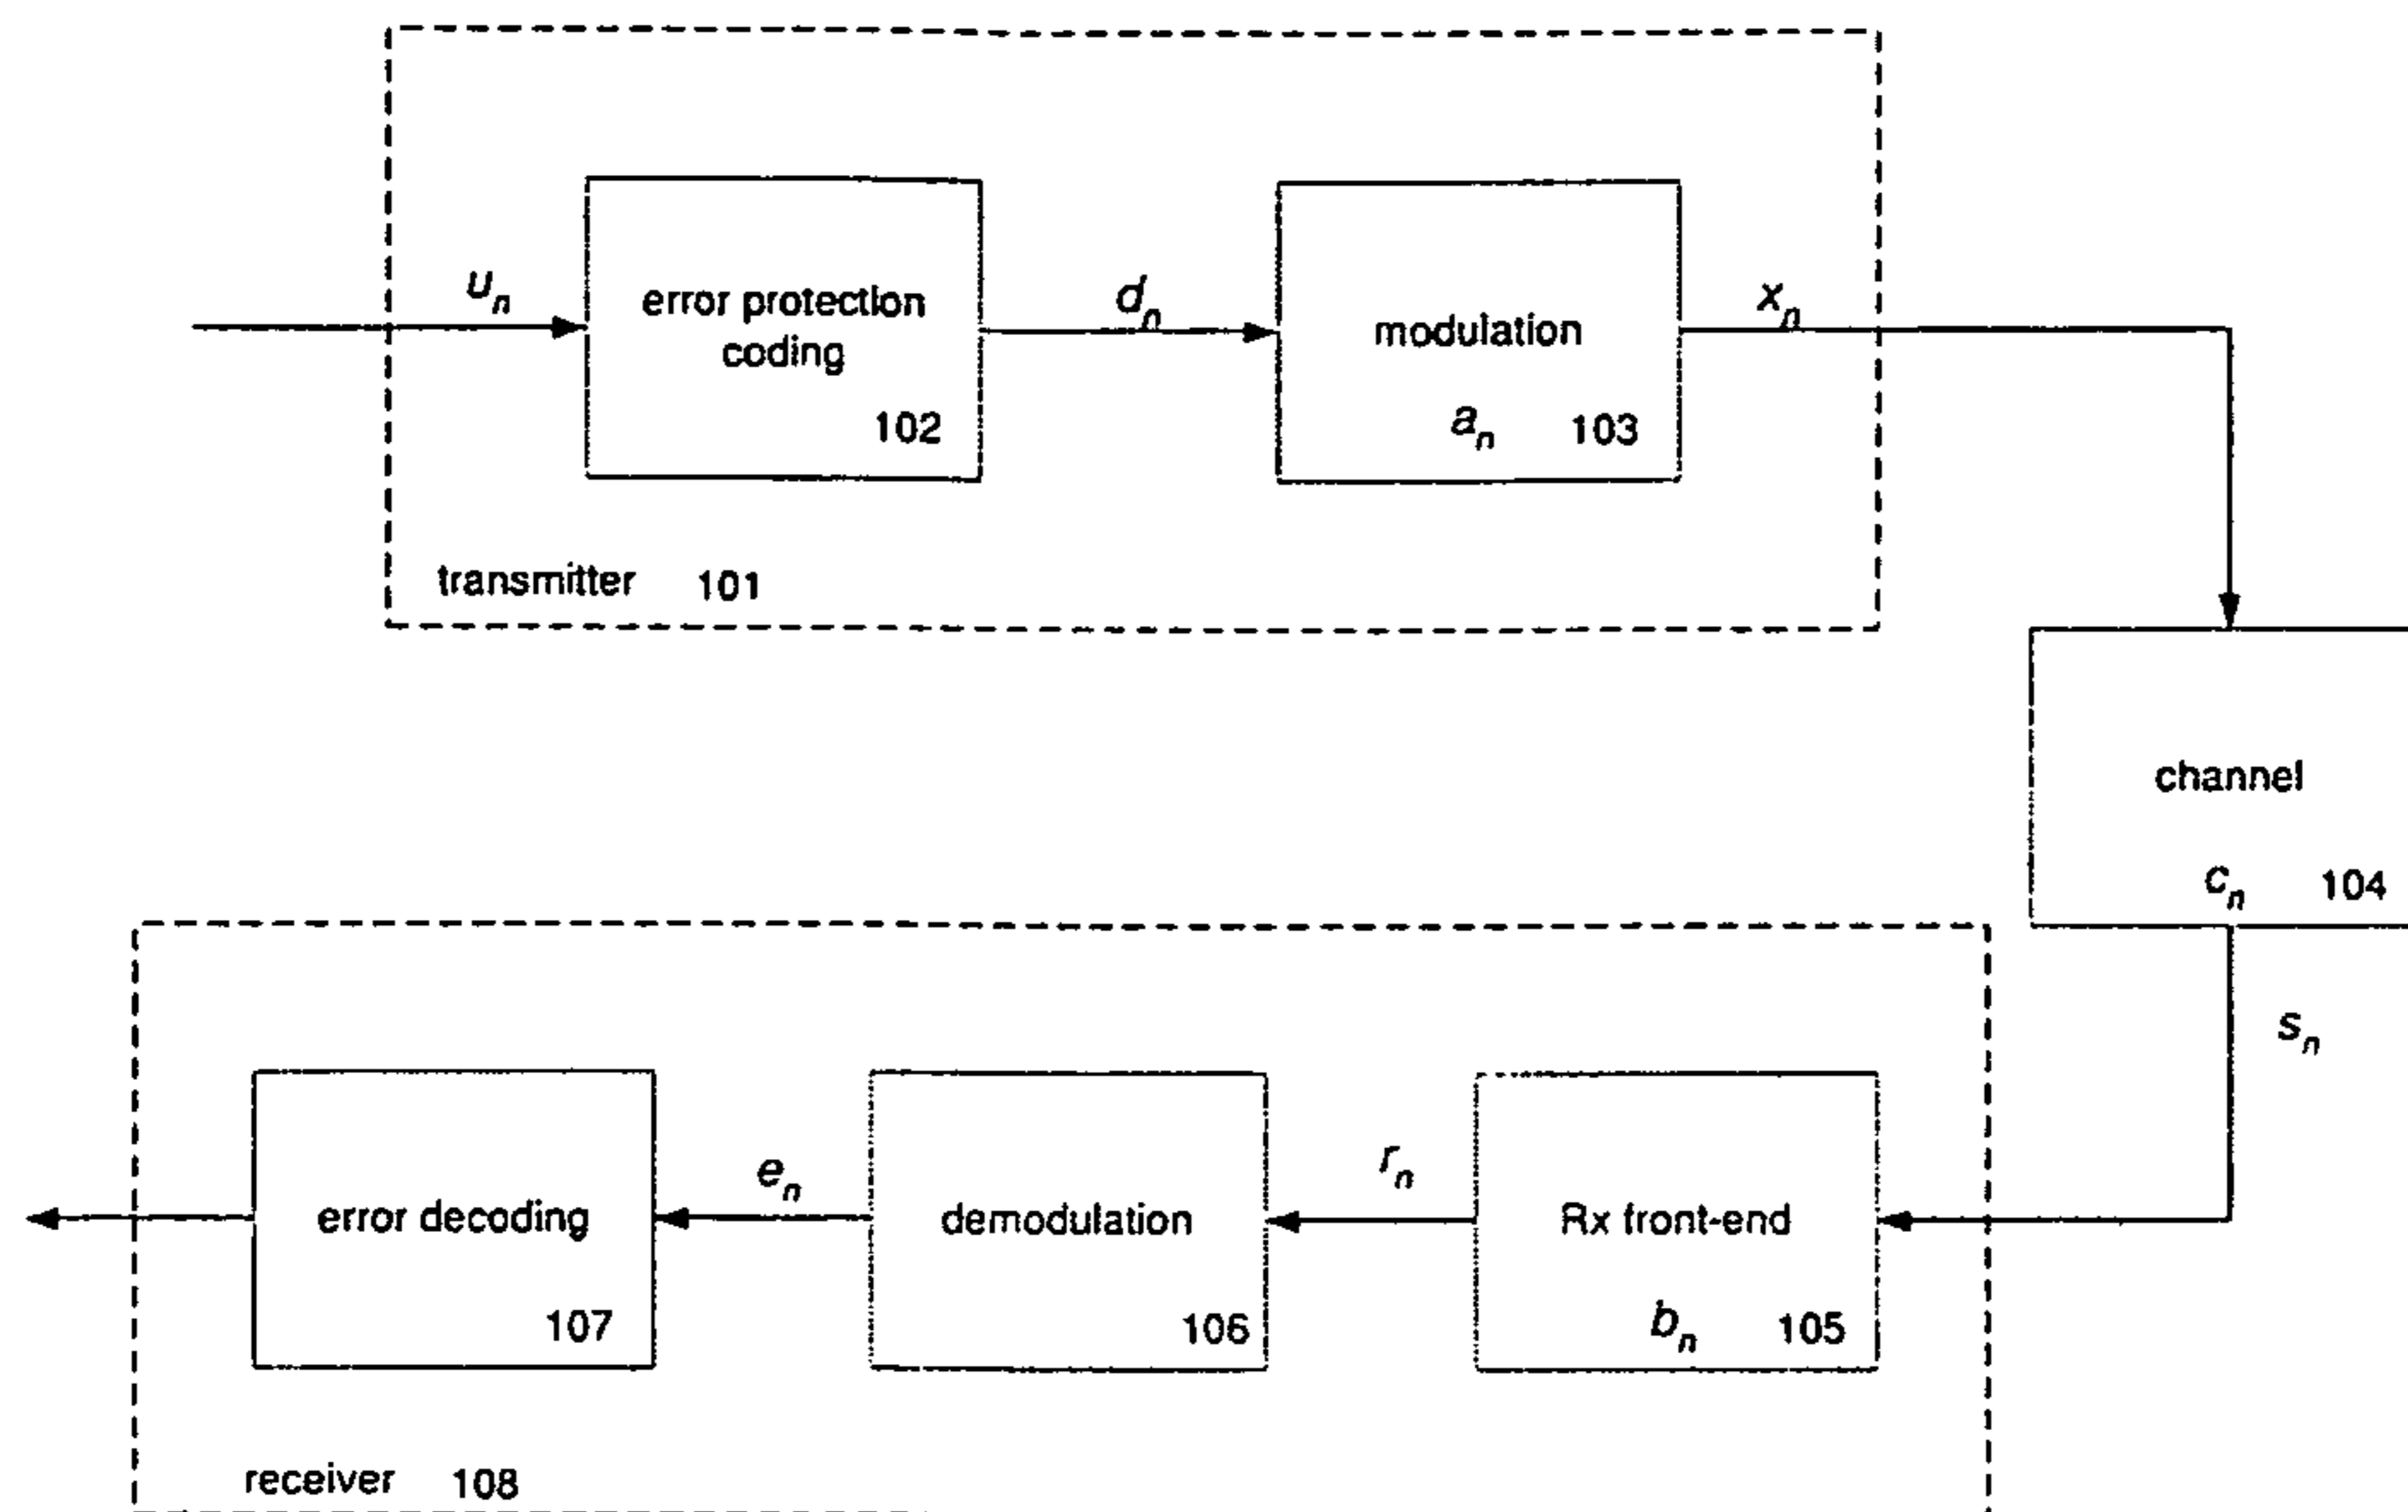 u_n
error protection
coding
102
d_n
modulation
a_n 103
x_n
transmitter 101
channel
c_n 104
s_n
error decoding
107
e_n
demodulation
106
r_n
Rx front-end
b_n 105
receiver 108